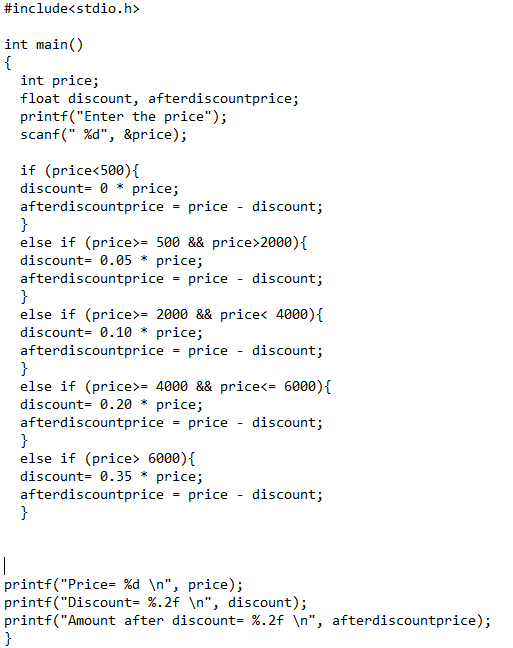 #include<stdio.h>
int main()
{
int price;
float discount, afterdiscountprice;
printf("Enter the price");
scanf(" %d", &price);
if (price<500){
discount= 0 * price;
afterdiscountprice = price - discount;
}
else if (price>= 500 && price>2000){
discount= 0.05 * price;
afterdiscountprice = price - discount;
}
else if (price>= 2000 && price< 4000){
discount= 0.10 * price;
afterdiscountprice = price - discount;
}
else if (price>= 4000 && price<= 6000){
discount= 0.20 * price;
afterdiscountprice = price - discount;
}
else if (price> 6000){
discount= 0.35 * price;
afterdiscountprice = price - discount;
}
printf("Price= %d \n", price);
printf("Discount= %.2f \n", discount);
printf("Amount after discount= %.2f \n", afterdiscountprice);
}